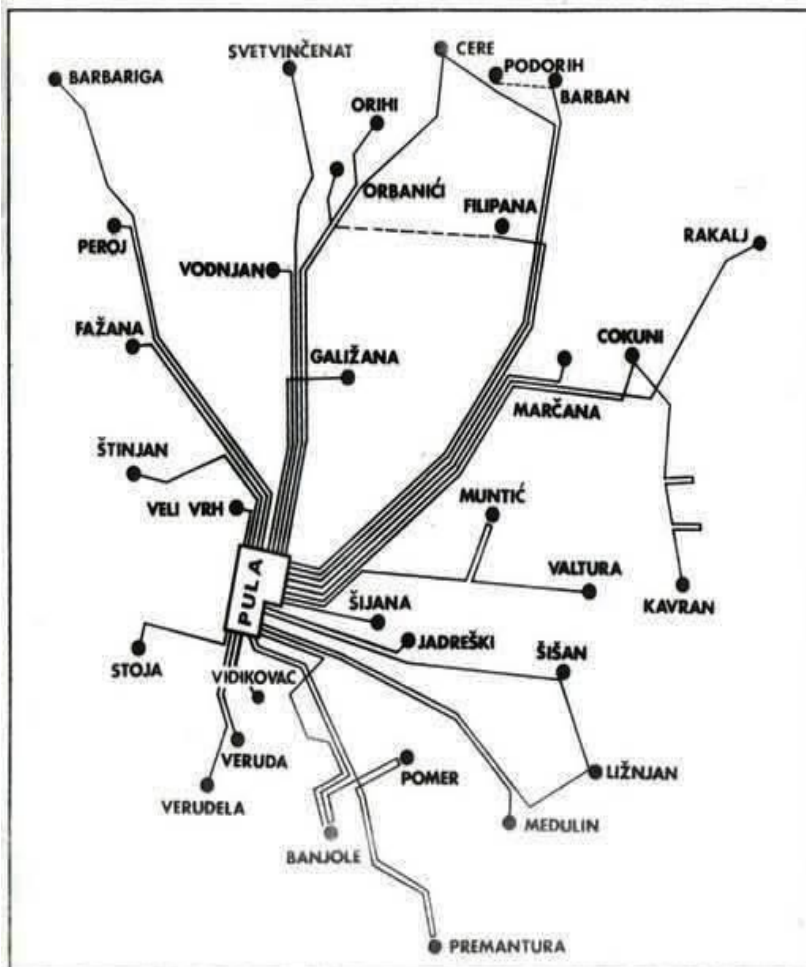 SVETVINČENAT
CERE
PODORIH
BARBARIGA
BARBAN
ORIHI
ORBANIĆI
FILIPANA
PEROJ
RAKALJ
VODNJAN
FAŽANA
COKUNI
GALIŽANA
MARČANA
ŠTINJAN
MUNTIĆ
VELI VRH
VALTURA
PULA
ŠIJANA
KAVRAN
JADREŠKI
ŠIŠAN
STOJA
VIDIKOVAC
VERUDA
POMER
LIŽNJAN
VERUDELA
MEDULIN
BANJOLE
PREMANTURA